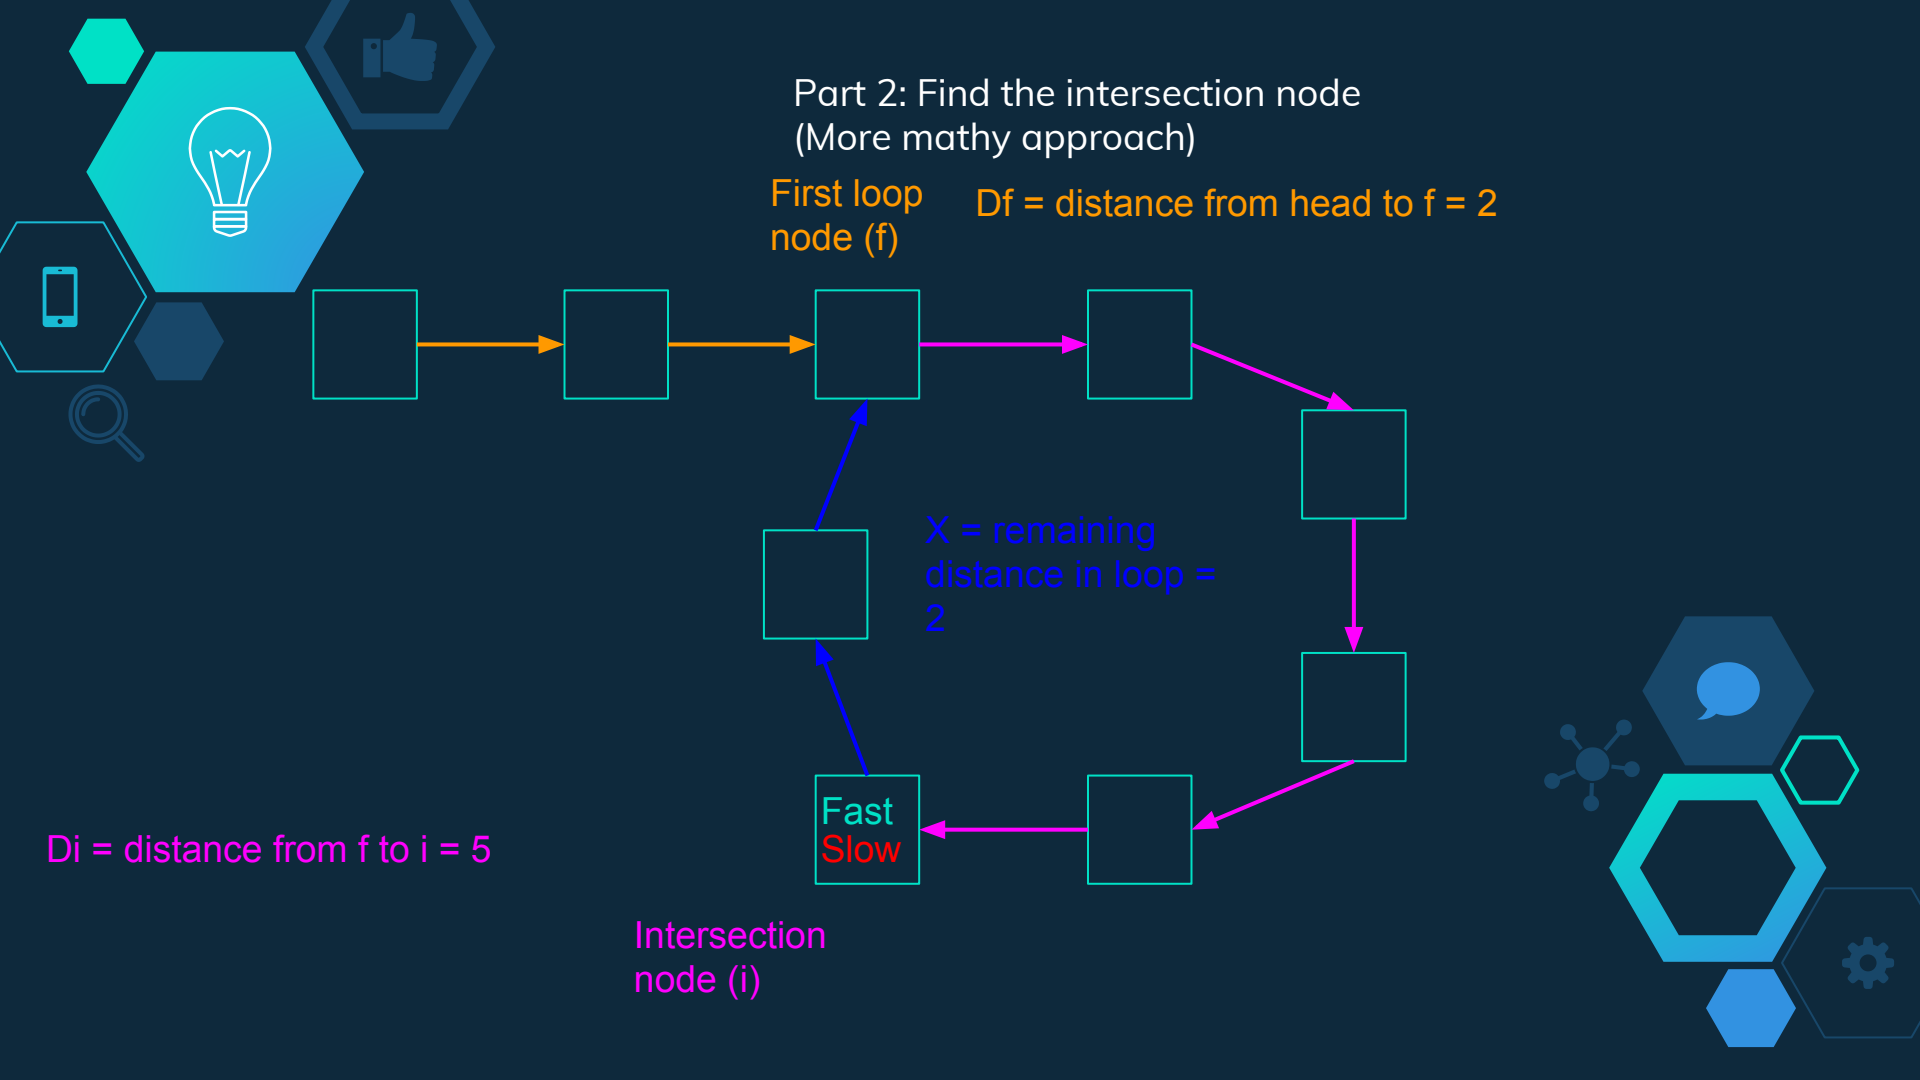 Part 2: Find the intersection node
(More mathy approach)
First loop
node (f)
Df = distance from head to f = 2
X = remaining
distance in loop =
2
Fast
Slow
Di = distance from f to i = 5
Intersection
node (i)